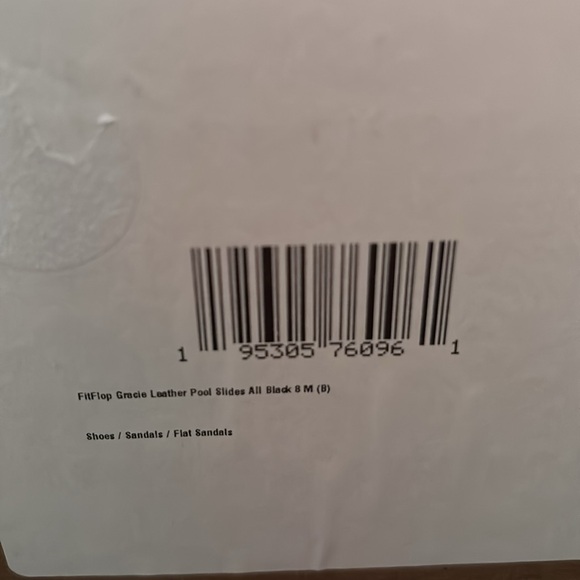 1 95305 76096 1
FitFlop Gracie Leather Pool Slides All Black 8 M (B)
Shoes / Sandals / Flat Sandals